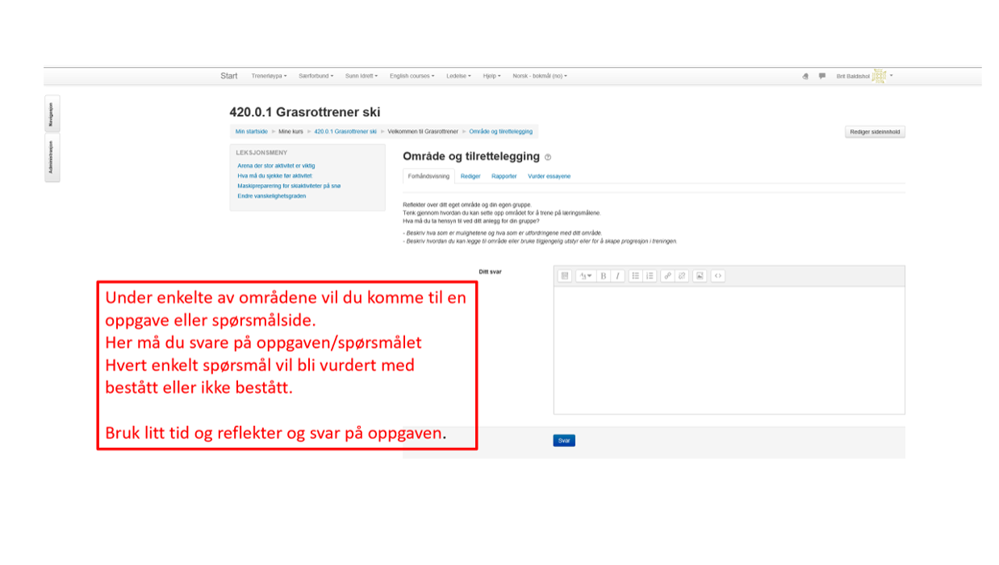 Start Trenerløypa Særforbund Sunn Idrett English courses Ledelse Hjelp Norsk - bokmål (no) Brit Baldishol
Navigasjon
Administrasjon
420.0.1 Grasrottrener ski
Min startside Mine kurs 420.0.1 Grasrottrener ski Velkommen til Grasrottrener Område og tilrettelegging
Rediger sideinnhold
LEKSJONSMENY
Arena der stor aktivitet er viktig
Hva må du sjekke før aktivitet:
Maskipreparering for skiaktiviteter på snø
Endre vanskelighetsgraden
Område og tilrettelegging
Forhåndsvisning Rediger Rapporter Vurder essayene
Reflekter over ditt eget område og din egen gruppe.
Tenk gjennom hvordan du kan sette opp området for å trene på læringsmålene.
Hva må du ta hensyn til ved ditt anlegg for din gruppe?
- Beskriv hva som er mulighetene og hva som er utfordringene med ditt område.
- Beskriv hvordan du kan legge til område eller bruke tilgjengelig utstyr eller for å skape progresjon i treningen.
Ditt svar
Under enkelte av områdene vil du komme til en
oppgave eller spørsmålside.
Her må du svare på oppgaven/spørsmålet
Hvert enkelt spørsmål vil bli vurdert med
bestått eller ikke bestått.
Bruk litt tid og reflekter og svar på oppgaven.
Svar